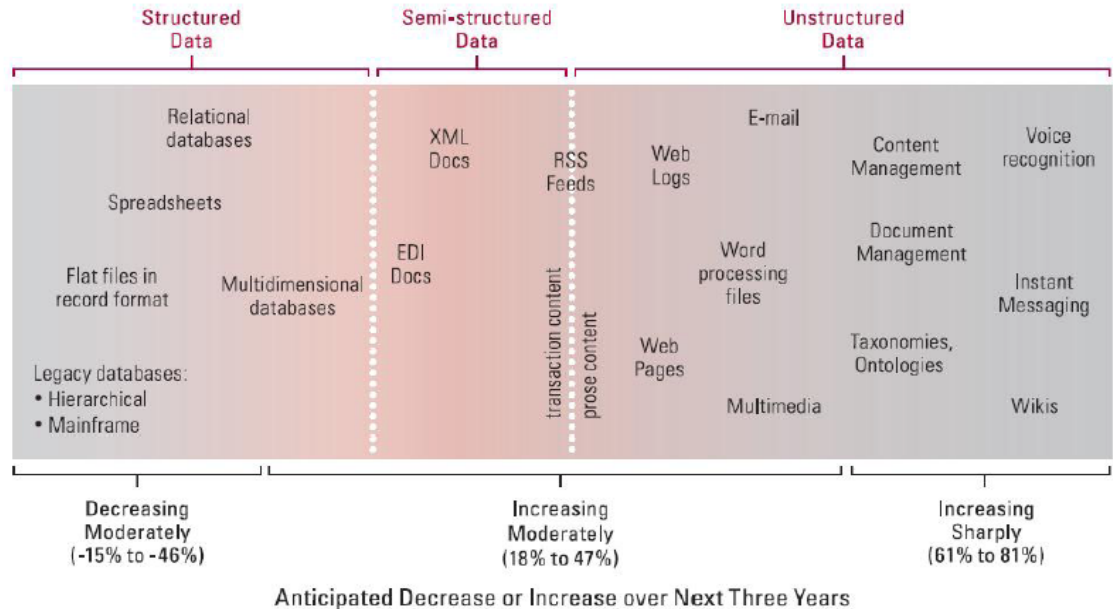 Structured
Data
Semi-structured
Data
Unstructured
Data
Relational
databases
Spreadsheets
Flat files in
record format
Multidimensional
databases
Legacy databases:
• Hierarchical
• Mainframe
XML
Docs
EDI
Docs
RSS
Feeds
transaction content
prose content
Web
Logs
E-mail
Word
processing
files
Web
Pages
Multimedia
Content
Management
Document
Management
Taxonomies,
Ontologies
Voice
recognition
Instant
Messaging
Wikis
Decreasing
Moderately
(-15% to -46%)
Increasing
Moderately
(18% to 47%)
Increasing
Sharply
(61% to 81%)
Anticipated Decrease or Increase over Next Three Years